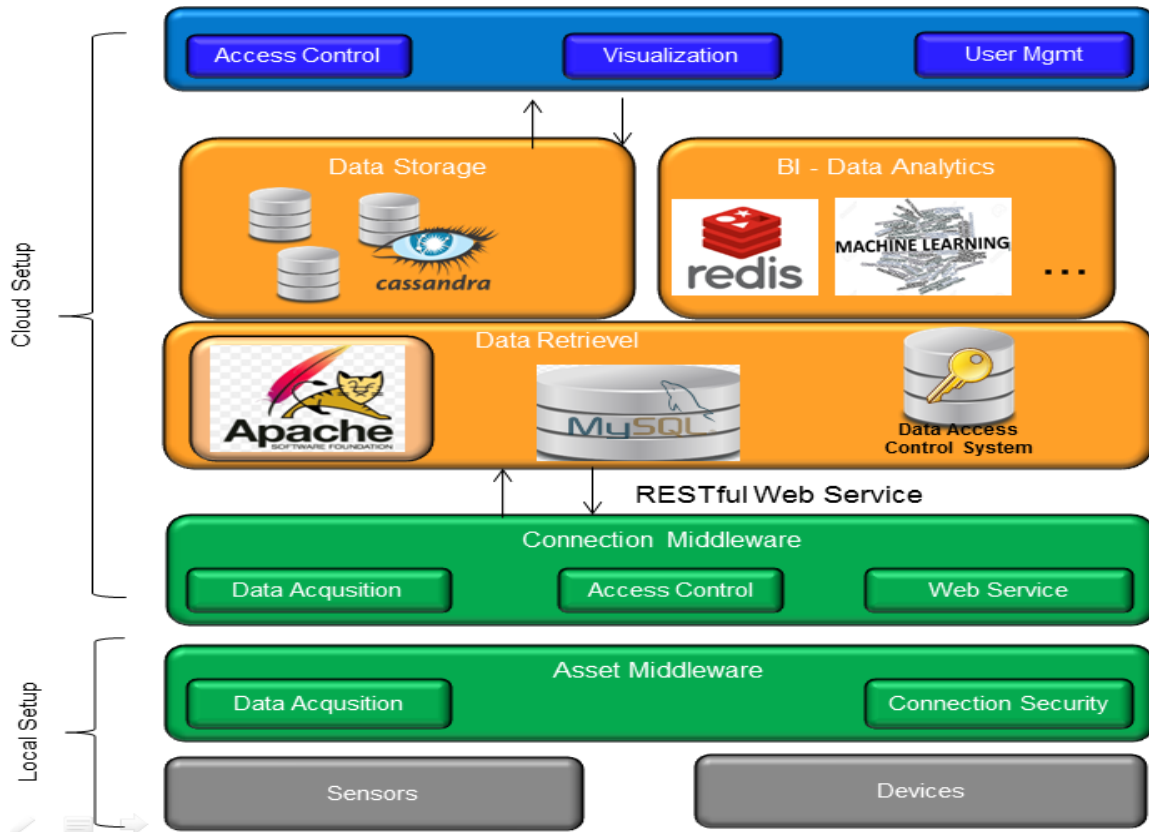 Access Control
Visualization
User Mgmt
Cloud Setup
Data Storage
cassandra
BI - Data Analytics
redis
MACHINE LEARNING
...
Data Retrievel
Apache
SOFTWARE FOUNDATION
MySQL
Data Access
Control System
RESTful Web Service
Connection Middleware
Data Acqusition
Access Control
Web Service
Local Setup
Asset Middleware
Data Acqusition
Connection Security
Sensors
Devices